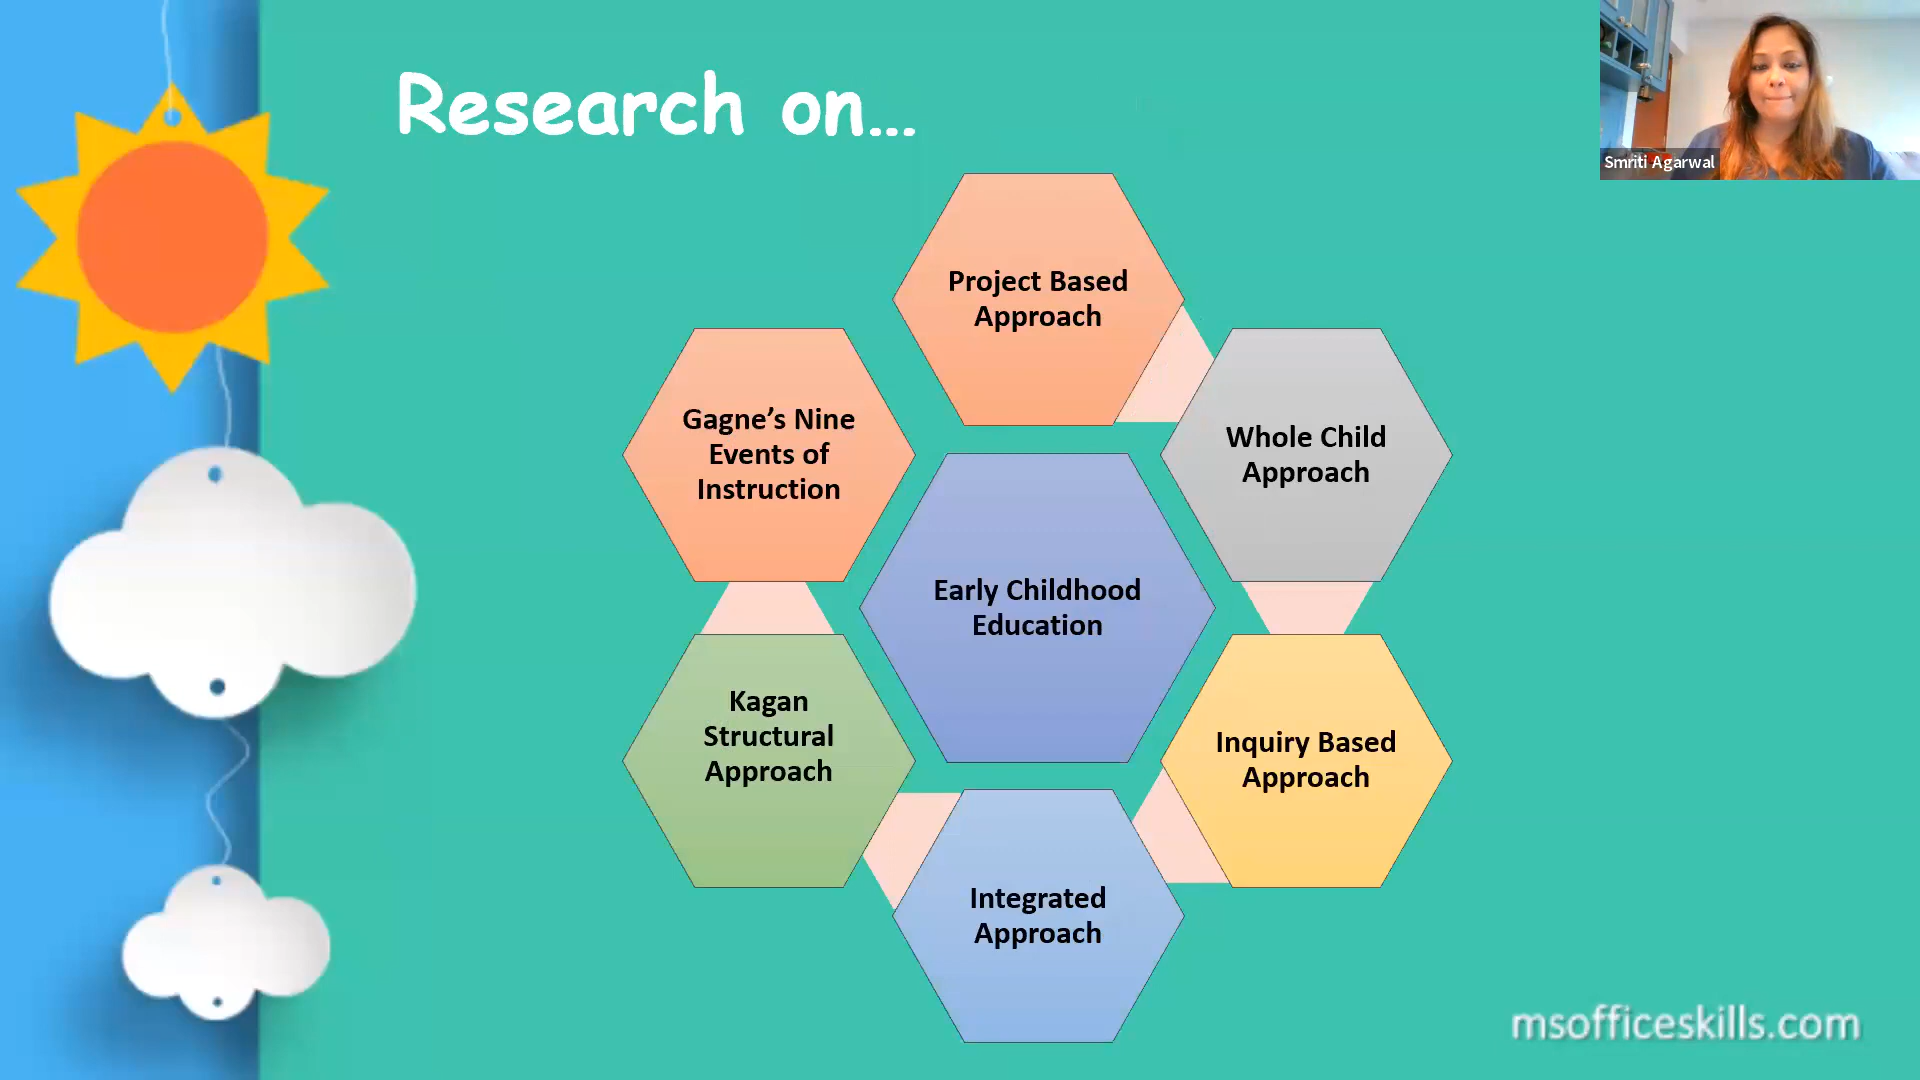 Research on...
Smriti Agarwal
Project Based
Approach
Gagne’s Nine
Events of
Instruction
Whole Child
Approach
Early Childhood
Education
Kagan
Structural
Approach
Inquiry Based
Approach
Integrated
Approach
msofficeskills.com